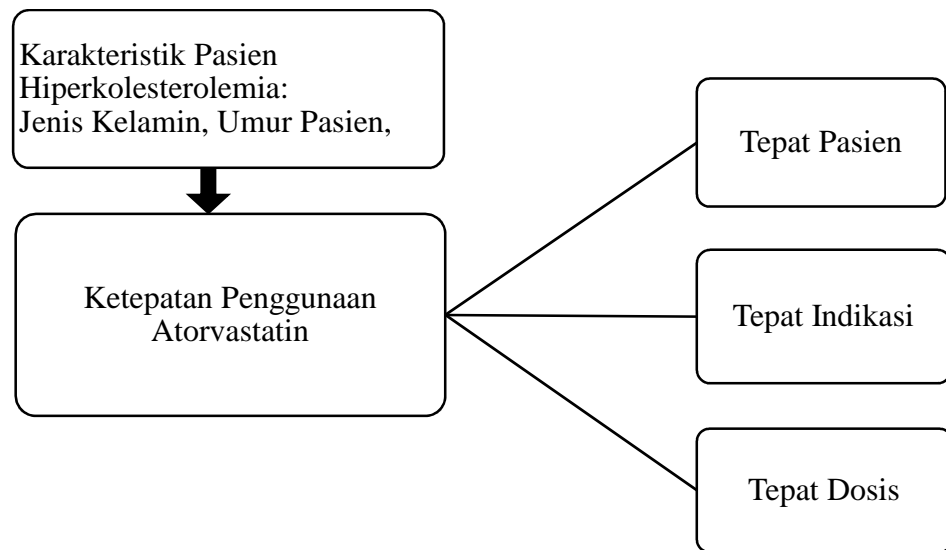 Karakteristik Pasien
Hiperkolesterolemia:
Jenis Kelamin, Umur Pasien,
Ketepatan Penggunaan
Atorvastatin
Tepat Pasien
Tepat Indikasi
Tepat Dosis